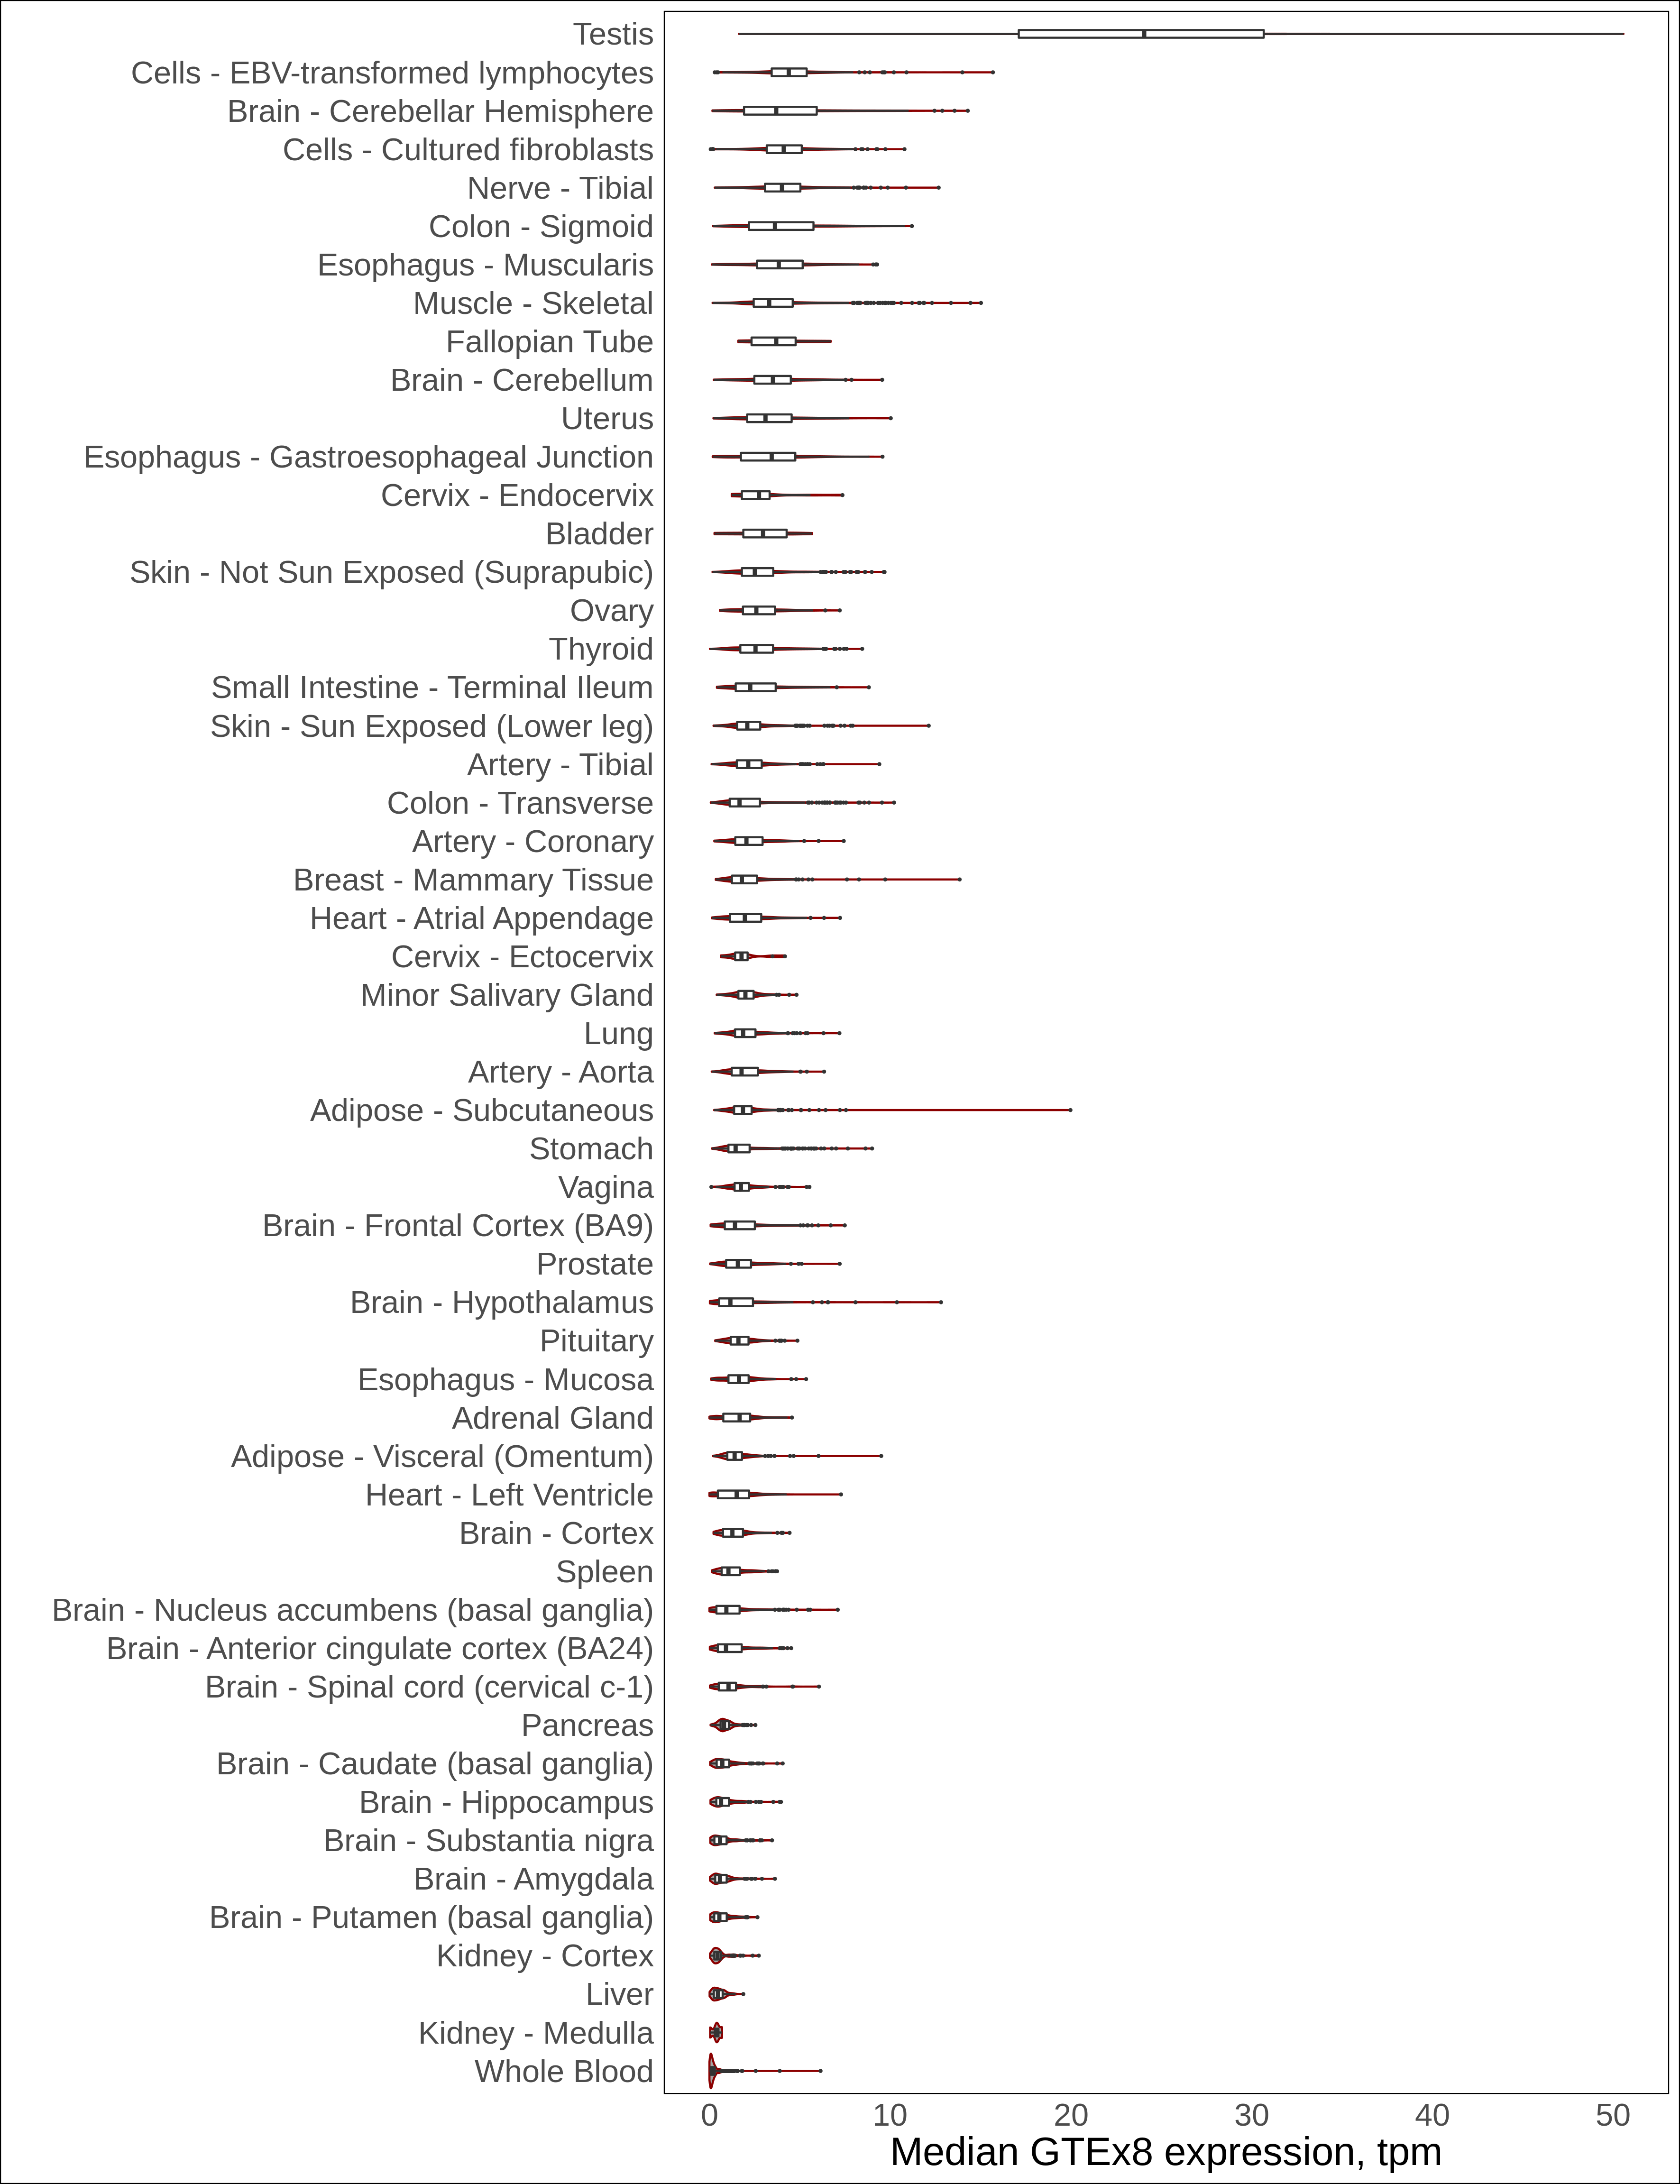 Testis
Cells - EBV-transformed lymphocytes
Brain - Cerebellar Hemisphere
Cells - Cultured fibroblasts
Nerve - Tibial
Colon - Sigmoid
Esophagus - Muscularis
Muscle - Skeletal
Fallopian Tube
Brain - Cerebellum
Uterus
Esophagus - Gastroesophageal Junction
Cervix - Endocervix
Bladder
Skin - Not Sun Exposed (Suprapubic)
Ovary
Thyroid
Small Intestine - Terminal Ileum
Skin - Sun Exposed (Lower leg)
Artery - Tibial
Colon - Transverse
Artery - Coronary
Breast - Mammary Tissue
Heart - Atrial Appendage
Cervix - Ectocervix
Minor Salivary Gland
Lung
Artery - Aorta
Adipose - Subcutaneous
Stomach
Vagina
Brain - Frontal Cortex (BA9)
Prostate
Brain - Hypothalamus
Pituitary
Esophagus - Mucosa
Adrenal Gland
Adipose - Visceral (Omentum)
Heart - Left Ventricle
Brain - Cortex
Spleen
Brain - Nucleus accumbens (basal ganglia)
Brain - Anterior cingulate cortex (BA24)
Brain - Spinal cord (cervical c-1)
Pancreas
Brain - Caudate (basal ganglia)
Brain - Hippocampus
Brain - Substantia nigra
Brain - Amygdala
Brain - Putamen (basal ganglia)
Kidney - Cortex
Liver
Kidney - Medulla
Whole Blood
0 10 20 30 40 50
Median GTEx8 expression, tpm